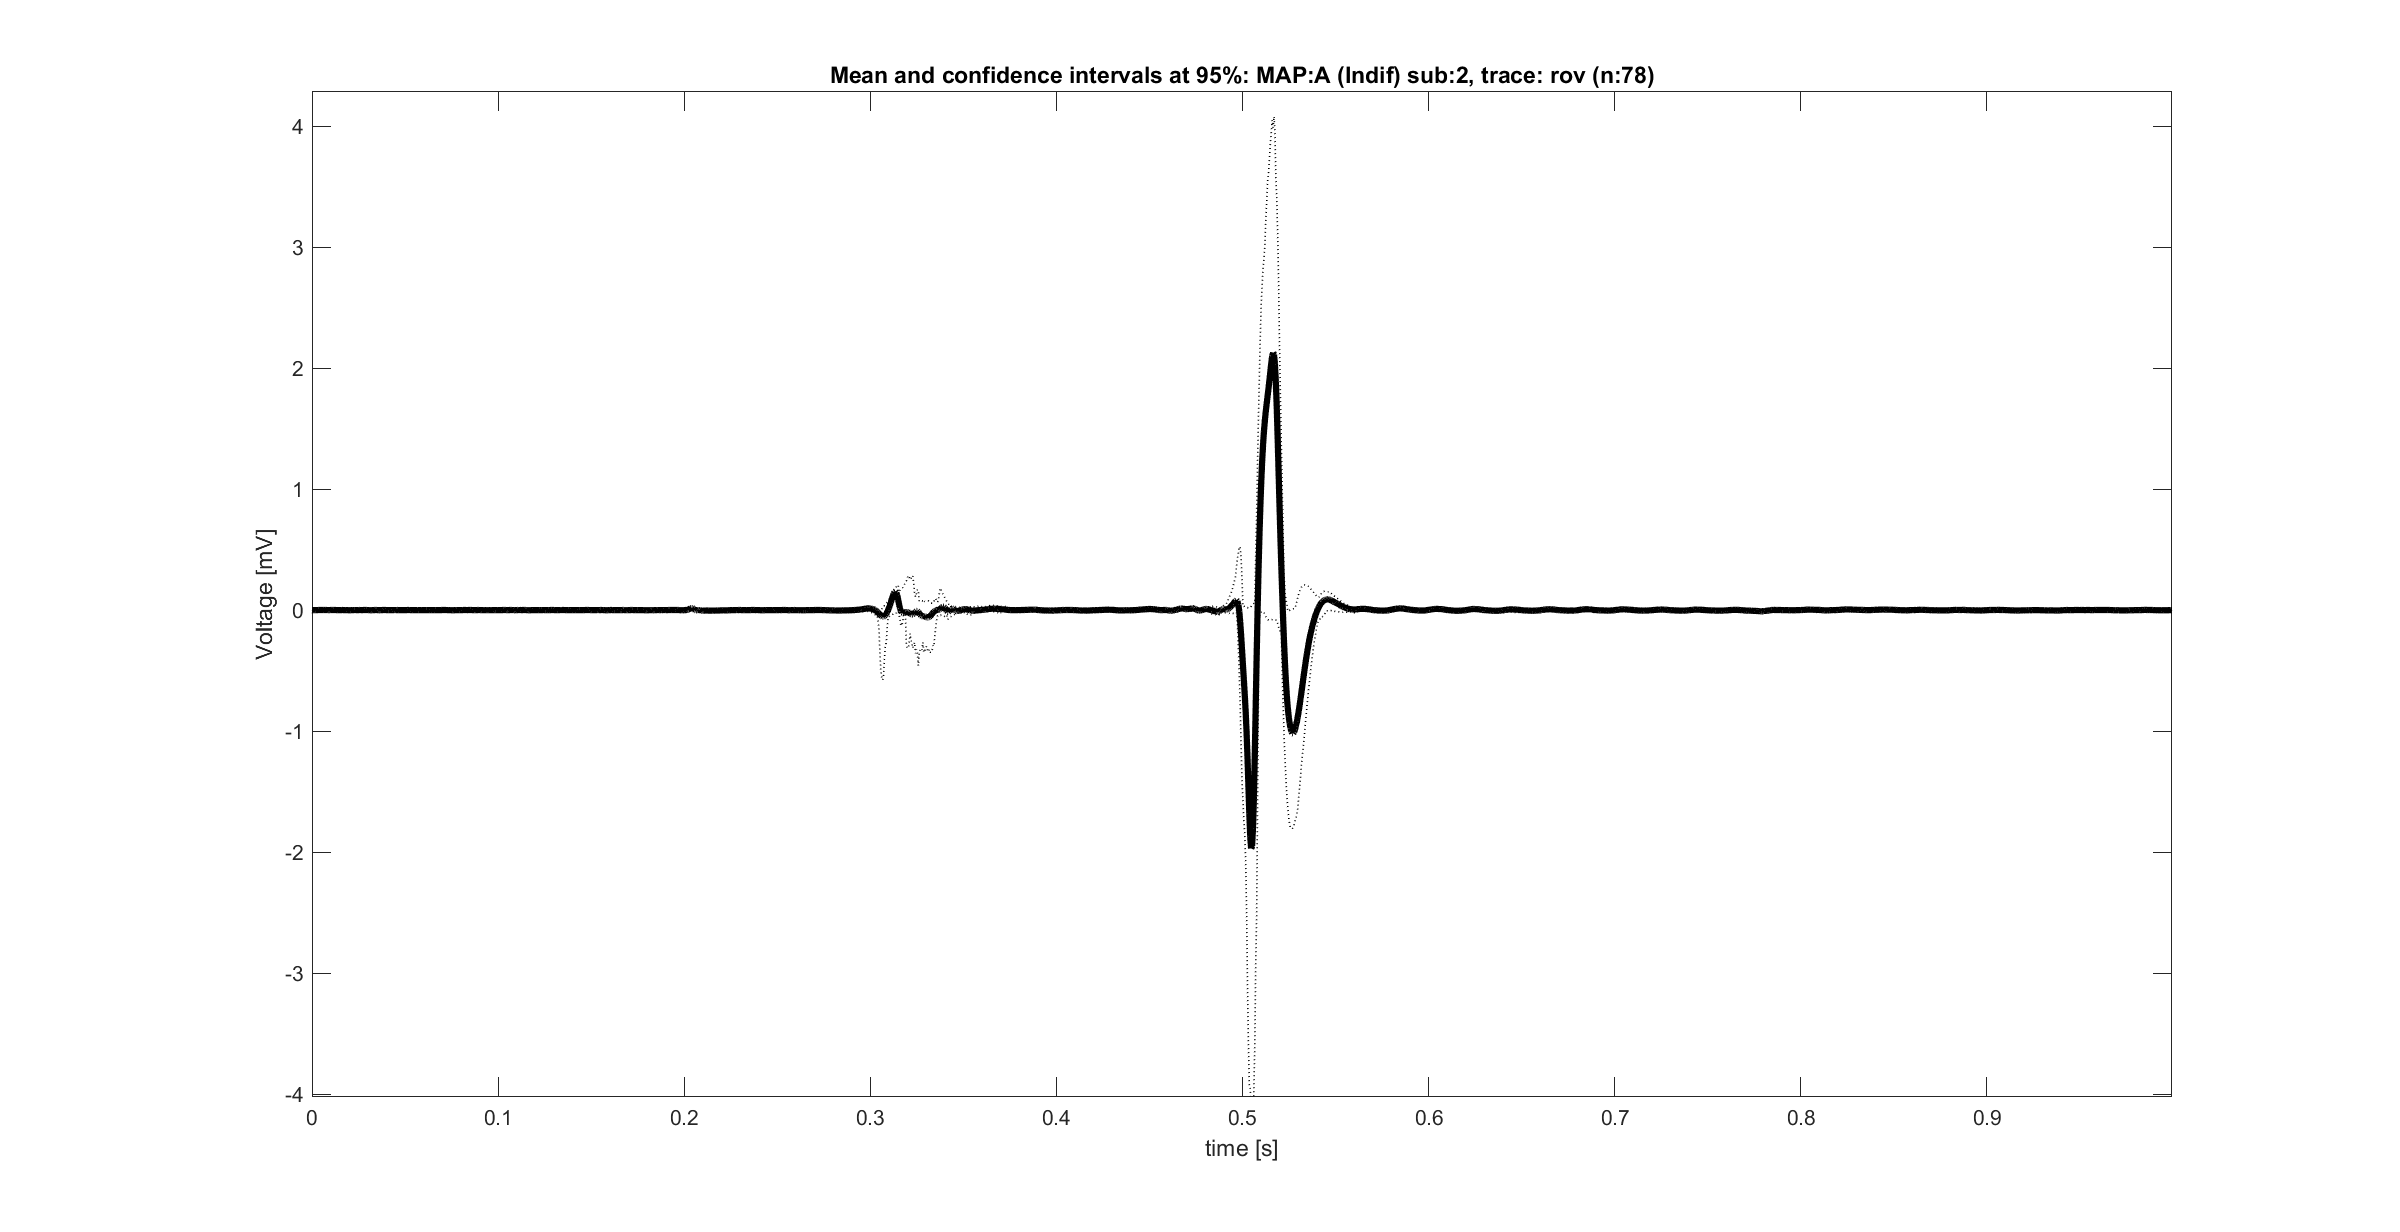 Mean and confidence intervals at 95%: MAP:A (Indif) sub:2, trace: rov (n:78)
4
3
2
1
0
-1
-2
-3
-4
Voltage [mV]
0 0.1 0.2 0.3 0.4 0.5 0.6 0.7 0.8 0.9
time [s]